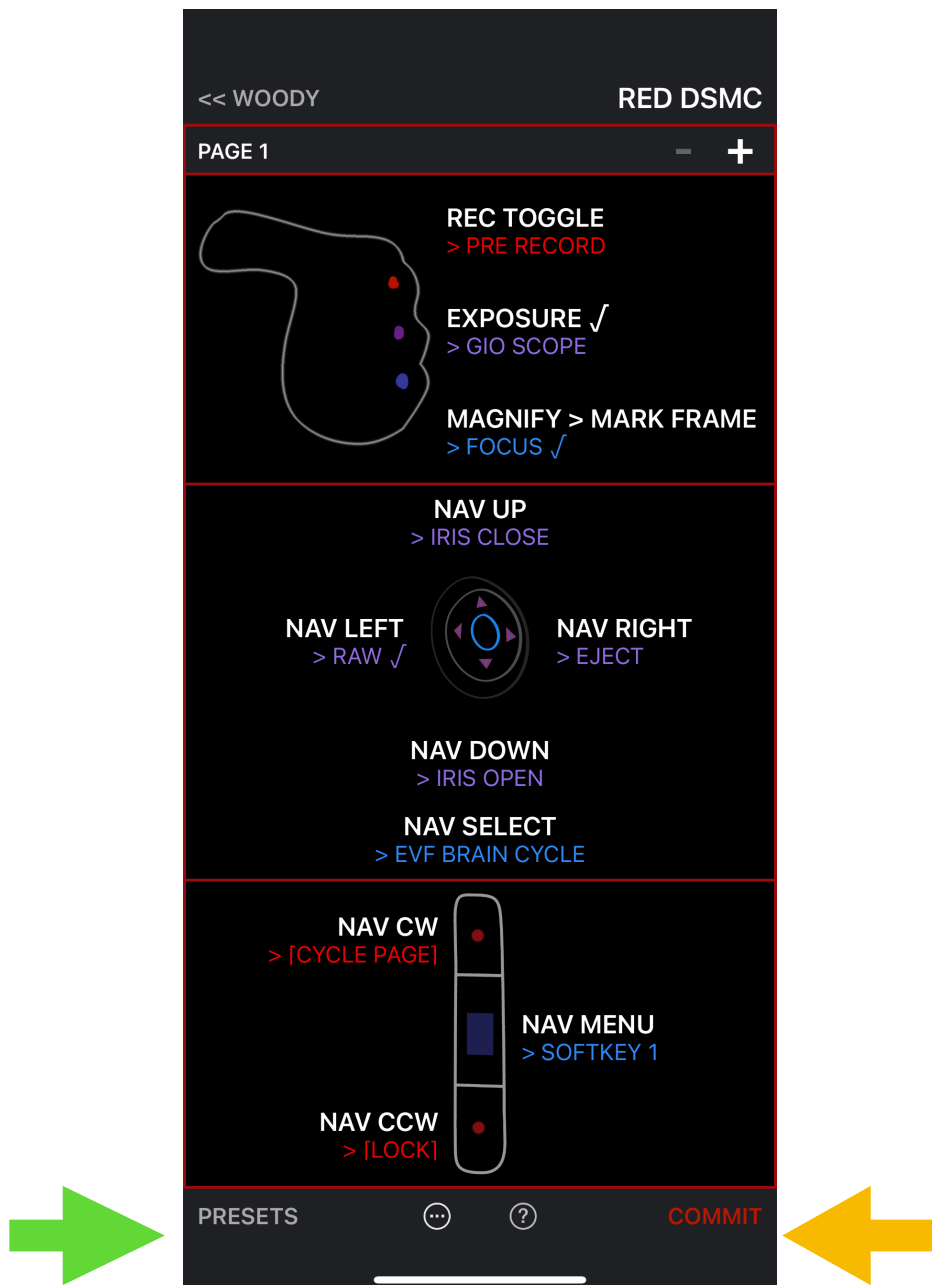 << WOODY
RED DSMC
PAGE 1
- +
REC TOGGLE
> PRE RECORD
EXPOSURE √
> GIO SCOPE
MAGNIFY > MARK FRAME
> FOCUS √
NAV UP
> IRIS CLOSE
NAV LEFT
> RAW √
NAV RIGHT
> EJECT
NAV DOWN
> IRIS OPEN
NAV SELECT
> EVF BRAIN CYCLE
NAV CW
> ⌈CYCLE PAGE⌉
NAV MENU
> SOFTKEY 1
NAV CCW
> ⌈LOCK⌉
PRESETS
?
COMMIT